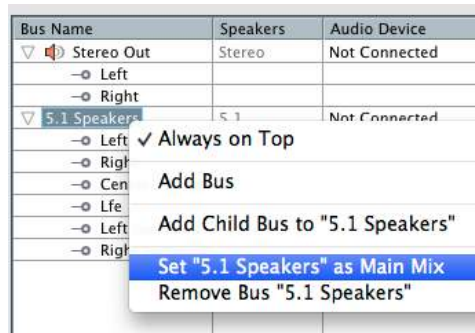 Bus Name Speakers Audio Device
Stereo Out Stereo Not Connected
Left
Right
5.1 Speakers 5.1 Not Connected
Left ✓ Always on Top
Add Bus
Lfe
Add Child Bus to "5.1 Speakers"
Left
Set "5.1 Speakers" as Main Mix
Remove Bus "5.1 Speakers"